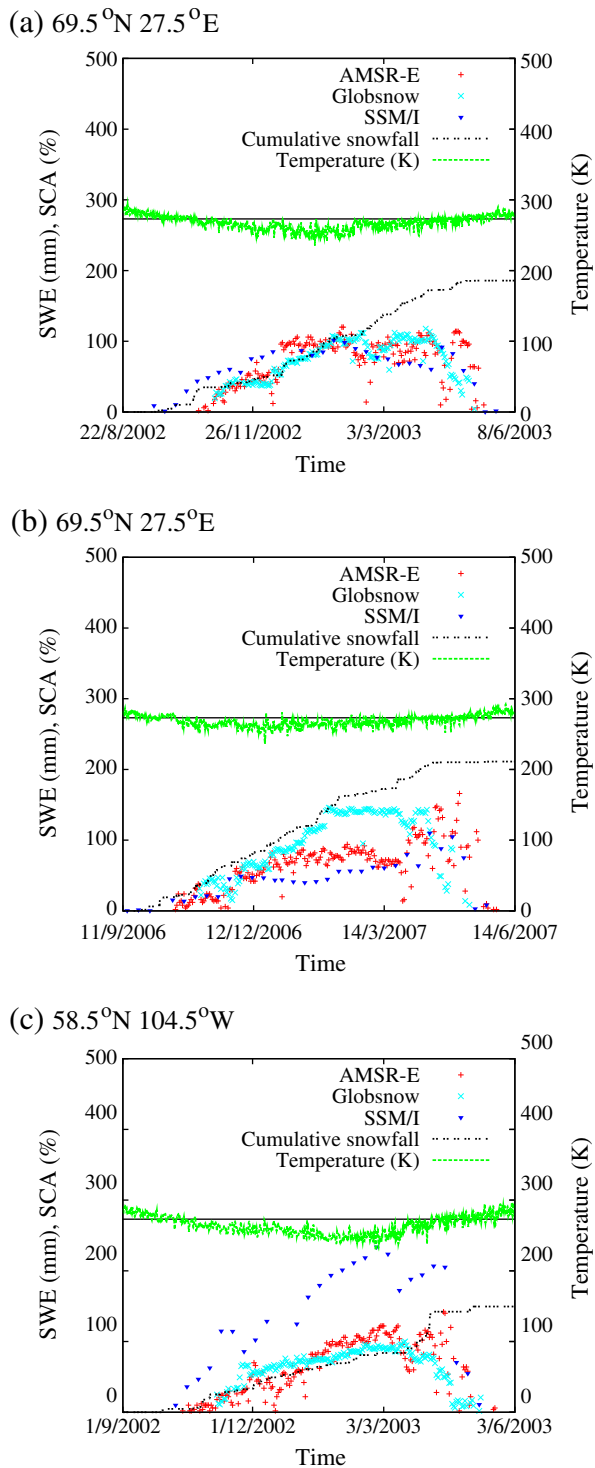 (a) 69.5°N 27.5°E
500
400
300
200
100
0
SWE (mm), SCA (%)
AMSR-E
Globsnow
SSM/I
Cumulative snowfall
Temperature (K)
500
400
300
200
100
0
Temperature (K)
22/8/2002 26/11/2002 3/3/2003 8/6/2003
Time
(b) 69.5°N 27.5°E
500
400
300
200
100
0
SWE (mm), SCA (%)
AMSR-E
Globsnow
SSM/I
Cumulative snowfall
Temperature (K)
500
400
300
200
100
0
Temperature (K)
11/9/2006 12/12/2006 14/3/2007 14/6/2007
Time
(c) 58.5°N 104.5°W
500
400
300
200
100
0
SWE (mm), SCA (%)
AMSR-E
Globsnow
SSM/I
Cumulative snowfall
Temperature (K)
500
400
300
200
100
0
Temperature (K)
1/9/2002 1/12/2002 3/3/2003 3/6/2003
Time